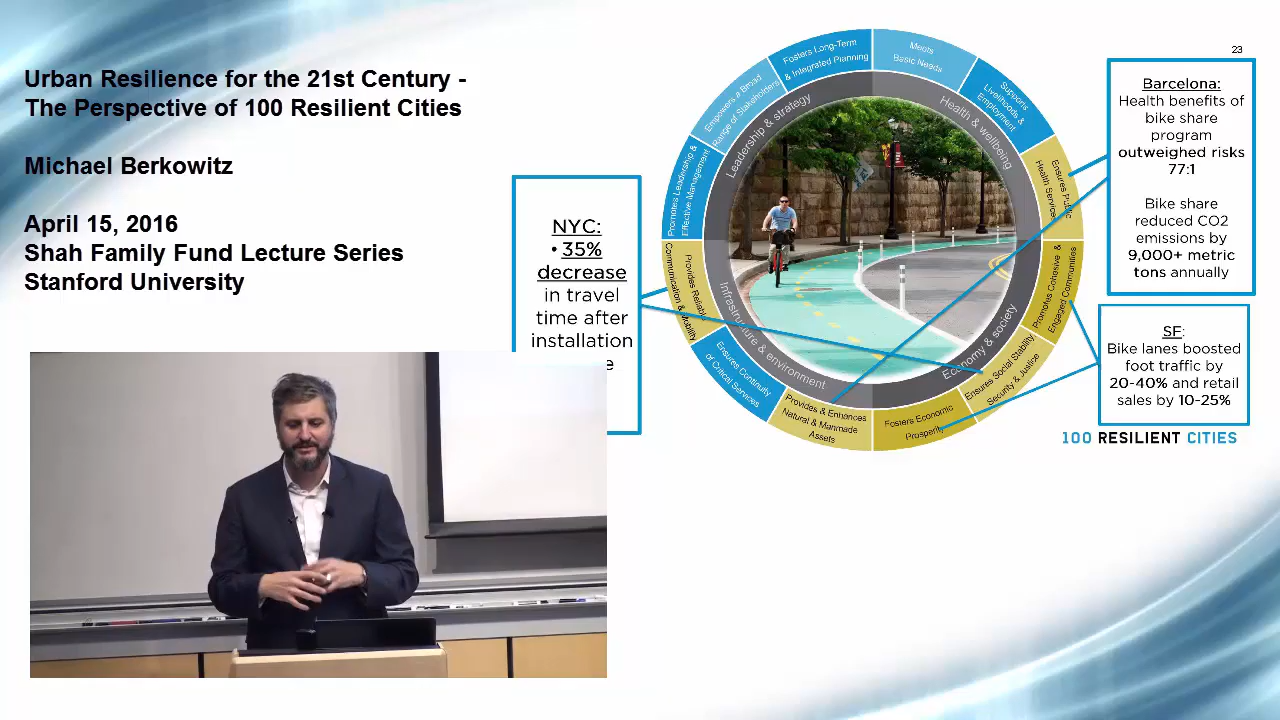 Urban Resilience for the 21st Century -
The Perspective of 100 Resilient Cities
Michael Berkowitz
April 15, 2016
Shah Family Fund Lecture Series
Stanford University
23
NYC:
• 35%
decrease
in travel
time after
installation
e
Fosters Long-Term
& Integrated Planning
Meets
Basic Needs
Supports
Livelihoods &
Employment
Ensures Public
Health Services
Promotes Cohesive &
Engaged Communities
Ensures Social Stability
Security & Justice
Fosters Economic
Prosperity
Provides & Enhances
Natural & Manmade
Assets
Ensures Continuity
of Critical Services
Provides Reliable
Communication & Mobility
Promotes Leadership &
Effective Management
Empowers a Broad
Range of Stakeholders
Leadership & strategy
Health & wellbeing
Economy & society
Infrastructure & environment
Barcelona:
Health benefits of
bike share
program
outweighed risks
77:1
Bike share
reduced CO2
emissions by
9,000+ metric
tons annually
SF:
Bike lanes boosted
foot traffic by
20-40% and retail
sales by 10-25%
100 RESILIENT CITIES